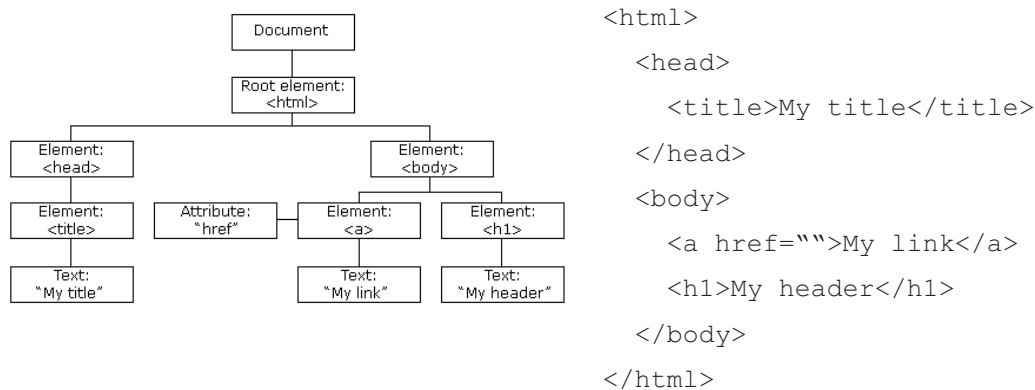 Document
Root element:
<html>
Element:
<head>
Element:
<body>
Element:
<title>
Attribute:
“href”
Element:
<a>
Element:
<h1>
Text:
“My title”
Text:
“My link”
Text:
“My header”
<html>
<head>
<title>My title</title>
</head>
<body>
<a href=““>My link</a>
<h1>My header</h1>
</body>
</html>